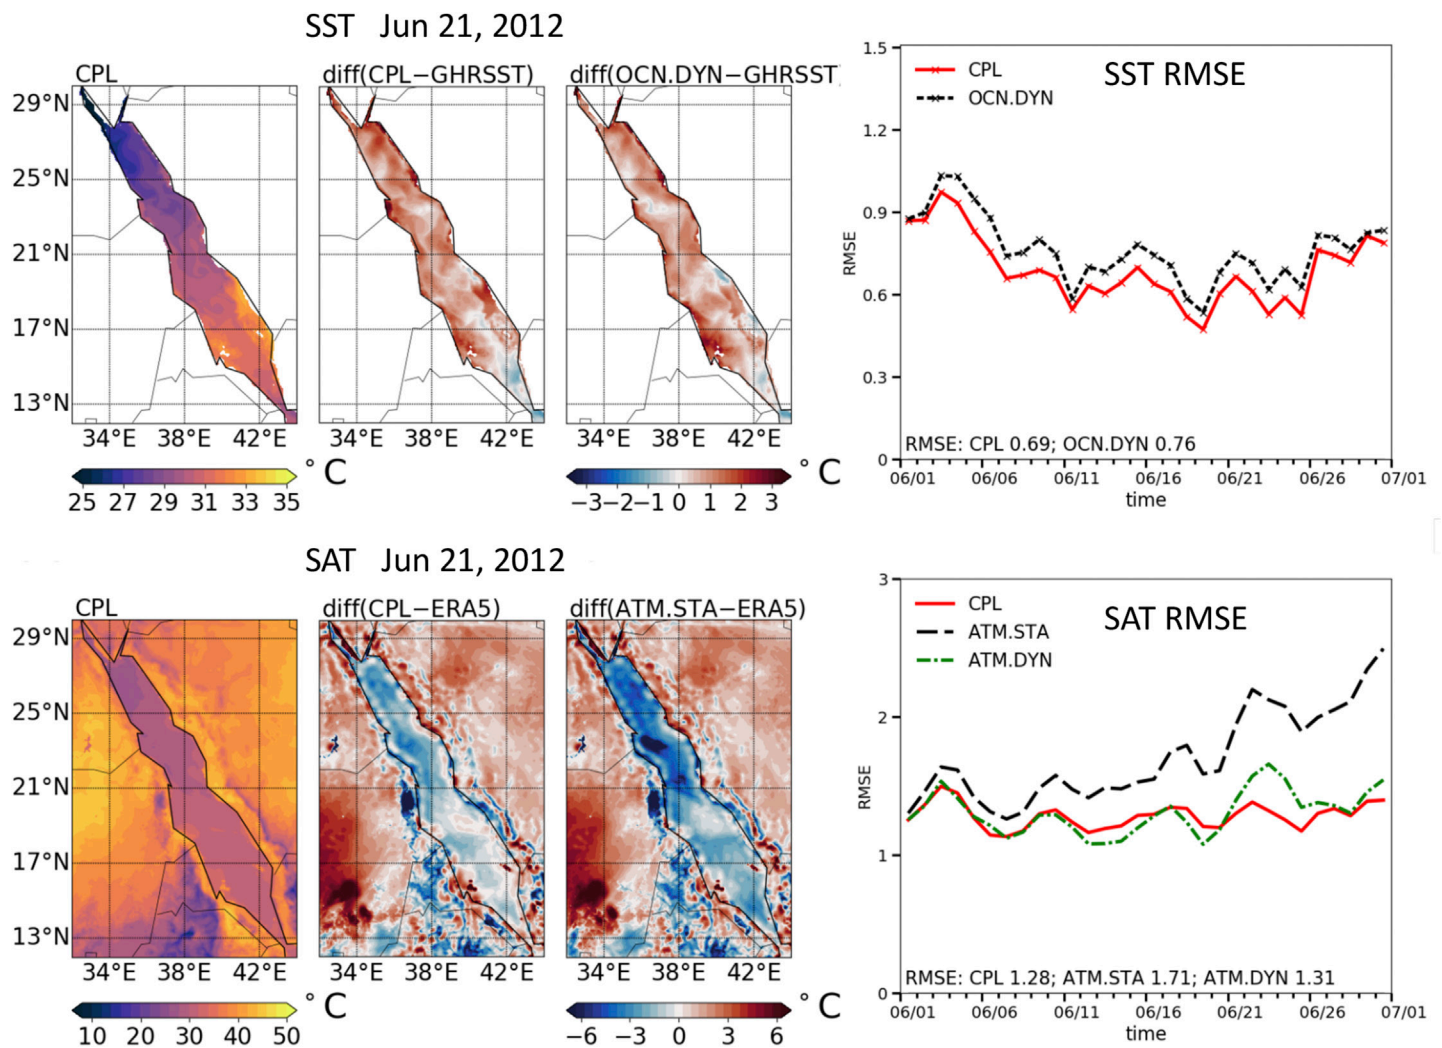 SST Jun 21, 2012
CPL
diff(CPL−GHRSST)
diff(OCN.DYN−GHRSST
29°N
25°N
21°N
17°N
13°N
34°E 38°E 42°E
34°E 38°E 42°E
34°E 38°E 42°E
25 27 29 31 33 35
°C
−3−2−1 0 1 2 3
°C
SST RMSE
CPL
OCN.DYN
1.5
1.2
0.9
0.6
0.3
0
RMSE
RMSE: CPL 0.69; OCN.DYN 0.76
06/01 06/06 06/11 06/16 06/21 06/26 07/01
time
SAT Jun 21, 2012
CPL
diff(CPL−ERA5)
diff(ATM.STA−ERA5)
29°N
25°N
21°N
17°N
13°N
34°E 38°E 42°E
34°E 38°E 42°E
34°E 38°E 42°E
10 20 30 40 50
°C
−6 −3 0 3 6
°C
SAT RMSE
CPL
ATM.STA
ATM.DYN
3
2
1
0
RMSE
RMSE: CPL 1.28; ATM.STA 1.71; ATM.DYN 1.31
06/01 06/06 06/11 06/16 06/21 06/26 07/01
time